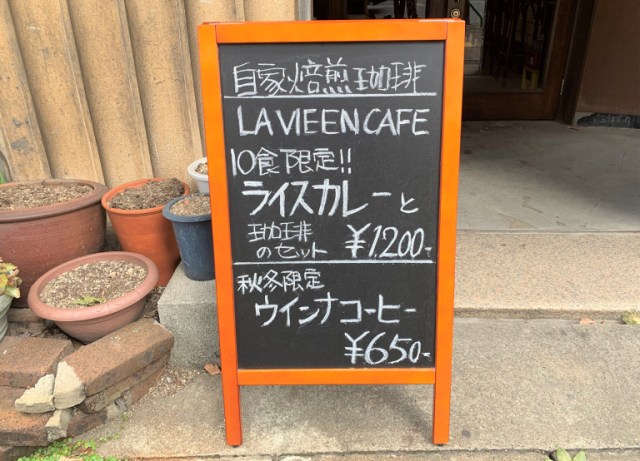 自家焙煎珈琲
LA VIE EN CAFE
10食限定!!
ライスカレーと
珈琲のセット ¥1,200-
秋冬限定
ウインナコーヒー
¥650-